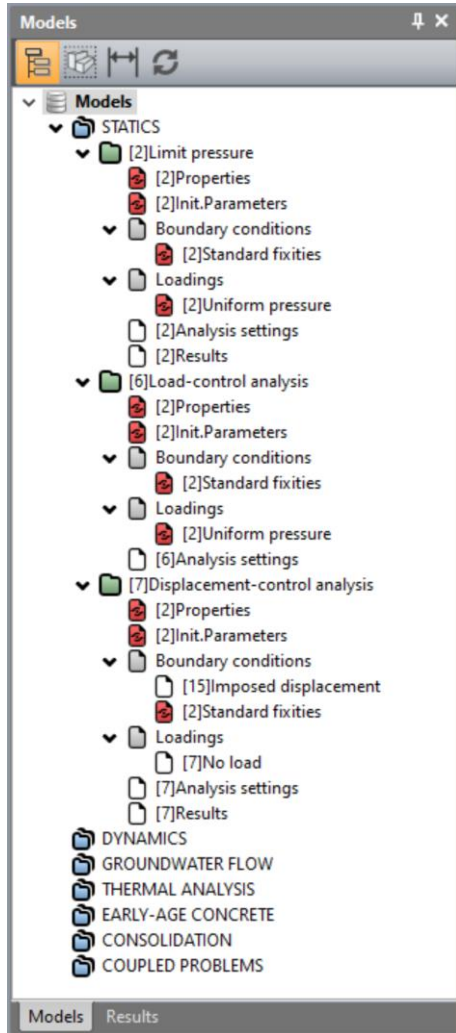 Models
Models
STATICS
[2]Limit pressure
[2]Properties
[2]Init.Parameters
Boundary conditions
[2]Standard fixities
Loadings
[2]Uniform pressure
[2]Analysis settings
[2]Results
[6]Load-control analysis
[2]Properties
[2]Init.Parameters
Boundary conditions
[2]Standard fixities
Loadings
[2]Uniform pressure
[6]Analysis settings
[7]Displacement-control analysis
[2]Properties
[2]Init.Parameters
Boundary conditions
[15]Imposed displacement
[2]Standard fixities
Loadings
[7]No load
[7]Analysis settings
[7]Results
DYNAMICS
GROUNDWATER FLOW
THERMAL ANALYSIS
EARLY-AGE CONCRETE
CONSOLIDATION
COUPLED PROBLEMS
Models Results